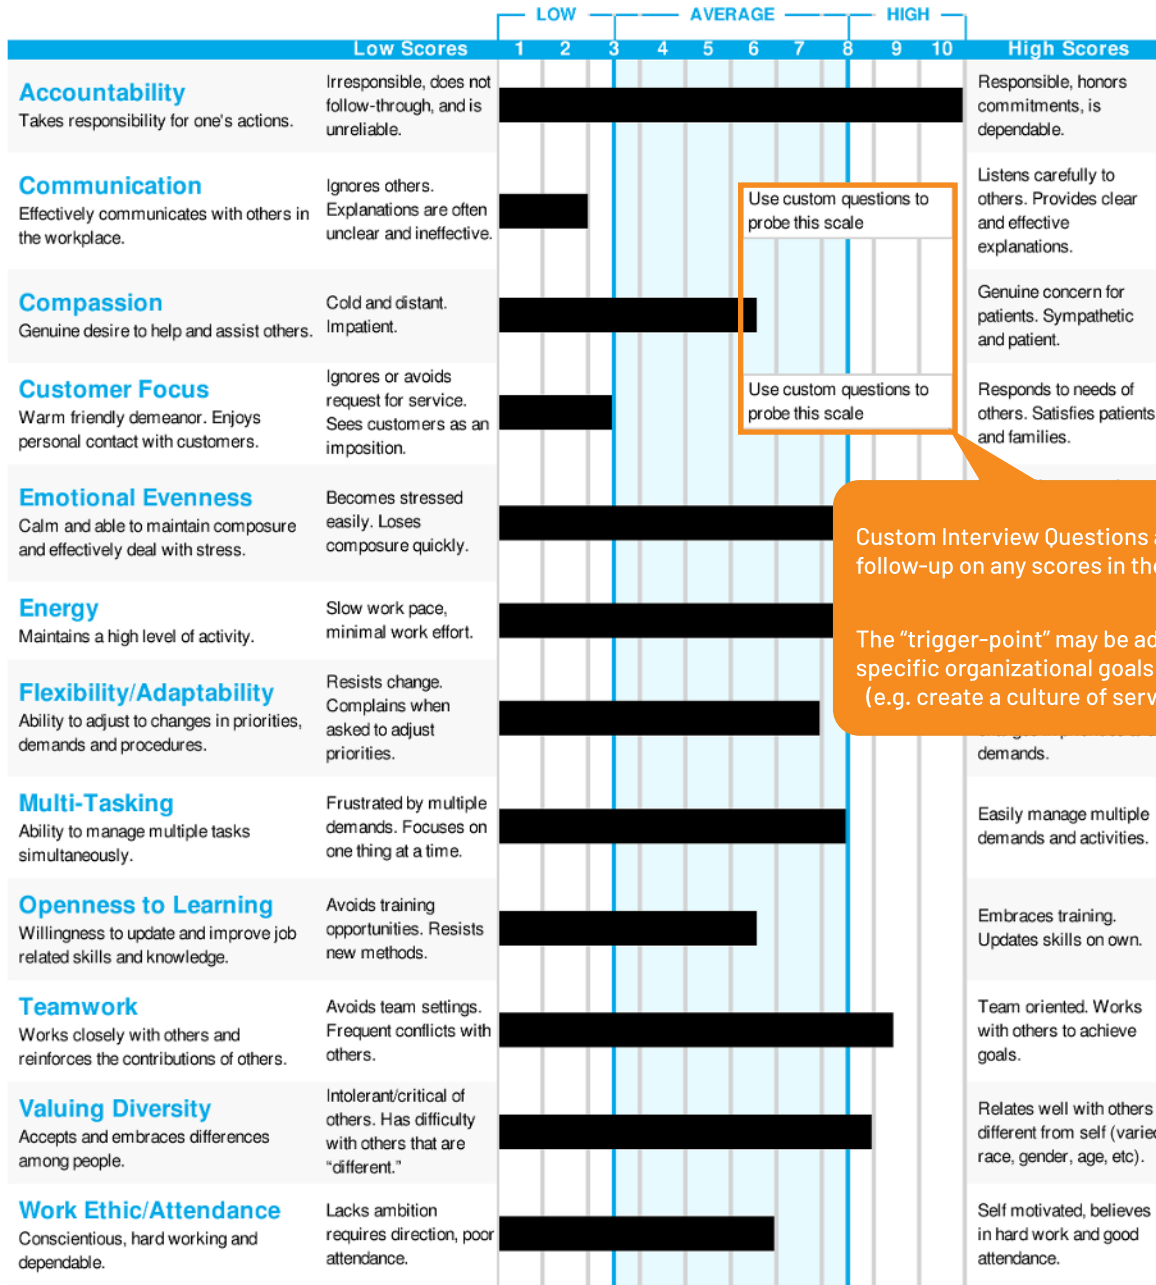 LOW AVERAGE HIGH
Low Scores 1 2 3 4 5 6 7 8 9 10 High Scores
Accountability
Takes responsibility for one's actions.
Irresponsible, does not
follow-through, and is
unreliable.
Responsible, honors
commitments, is
dependable.
Communication
Effectively communicates with others in
the workplace.
Ignores others.
Explanations are often
unclear and ineffective.
Use custom questions to
probe this scale
Listens carefully to
others. Provides clear
and effective
explanations.
Compassion
Genuine desire to help and assist others.
Cold and distant.
Impatient.
Genuine concern for
patients. Sympathetic
and patient.
Customer Focus
Warm friendly demeanor. Enjoys
personal contact with customers.
Ignores or avoids
request for service.
Sees customers as an
imposition.
Use custom questions to
probe this scale
Responds to needs of
others. Satisfies patients
and families.
Emotional Evenness
Calm and able to maintain composure
and effectively deal with stress.
Becomes stressed
easily. Loses
composure quickly.
Custom Interview Questions a
follow-up on any scores in the
The “trigger-point” may be ad
specific organizational goals
(e.g. create a culture of serv
Energy
Maintains a high level of activity.
Slow work pace,
minimal work effort.
Flexibility/Adaptability
Ability to adjust to changes in priorities,
demands and procedures.
Resists change.
Complains when
asked to adjust
priorities.
demands.
Multi-Tasking
Ability to manage multiple tasks
simultaneously.
Frustrated by multiple
demands. Focuses on
one thing at a time.
Easily manage multiple
demands and activities.
Openness to Learning
Willingness to update and improve job
related skills and knowledge.
Avoids training
opportunities. Resists
new methods.
Embraces training.
Updates skills on own.
Teamwork
Works closely with others and
reinforces the contributions of others.
Avoids team settings.
Frequent conflicts with
others.
Team oriented. Works
with others to achieve
goals.
Valuing Diversity
Accepts and embraces differences
among people.
Intolerant/critical of
others. Has difficulty
with others that are
“different.”
Relates well with others
different from self (varied
race, gender, age, etc).
Work Ethic/Attendance
Conscientious, hard working and
dependable.
Lacks ambition
requires direction, poor
attendance.
Self motivated, believes
in hard work and good
attendance.